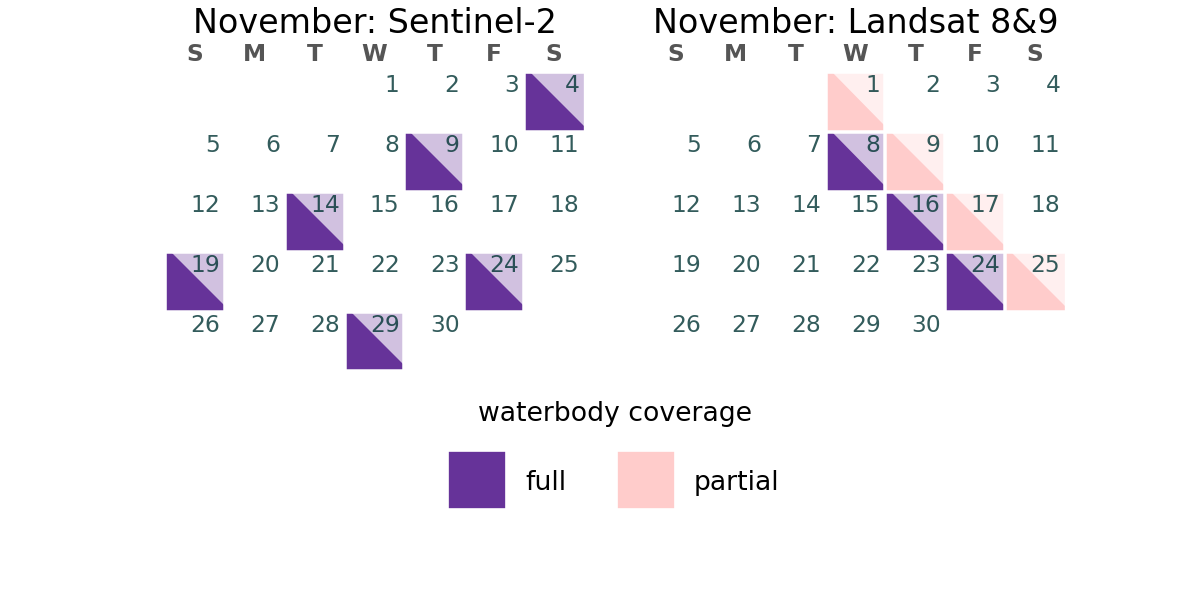 November: Sentinel-2
S M T W T F S
1 2 3 4
5 6 7 8 9 10 11
12 13 14 15 16 17 18
19 20 21 22 23 24 25
26 27 28 29 30
November: Landsat 8&9
S M T W T F S
1 2 3 4
5 6 7 8 9 10 11
12 13 14 15 16 17 18
19 20 21 22 23 24 25
26 27 28 29 30
waterbody coverage
full partial